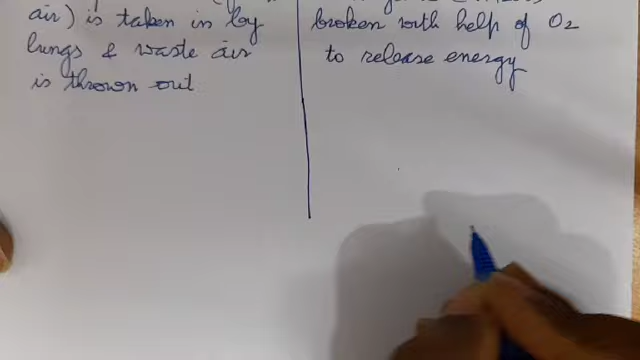 air) is taken in by
lungs & waste air
is thrown out
broken with help of O2
to release energy